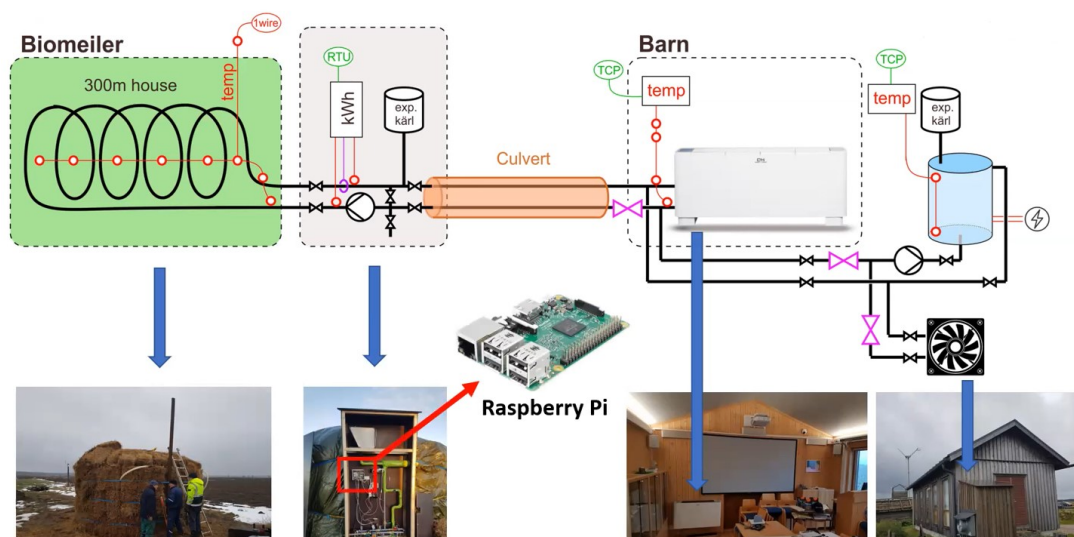 1wire
Biomeiler
300m house
temp
RTU
kWh
exp.
kärl
Culvert
Barn
TCP
temp
TCP
temp
exp.
kärl
Raspberry Pi